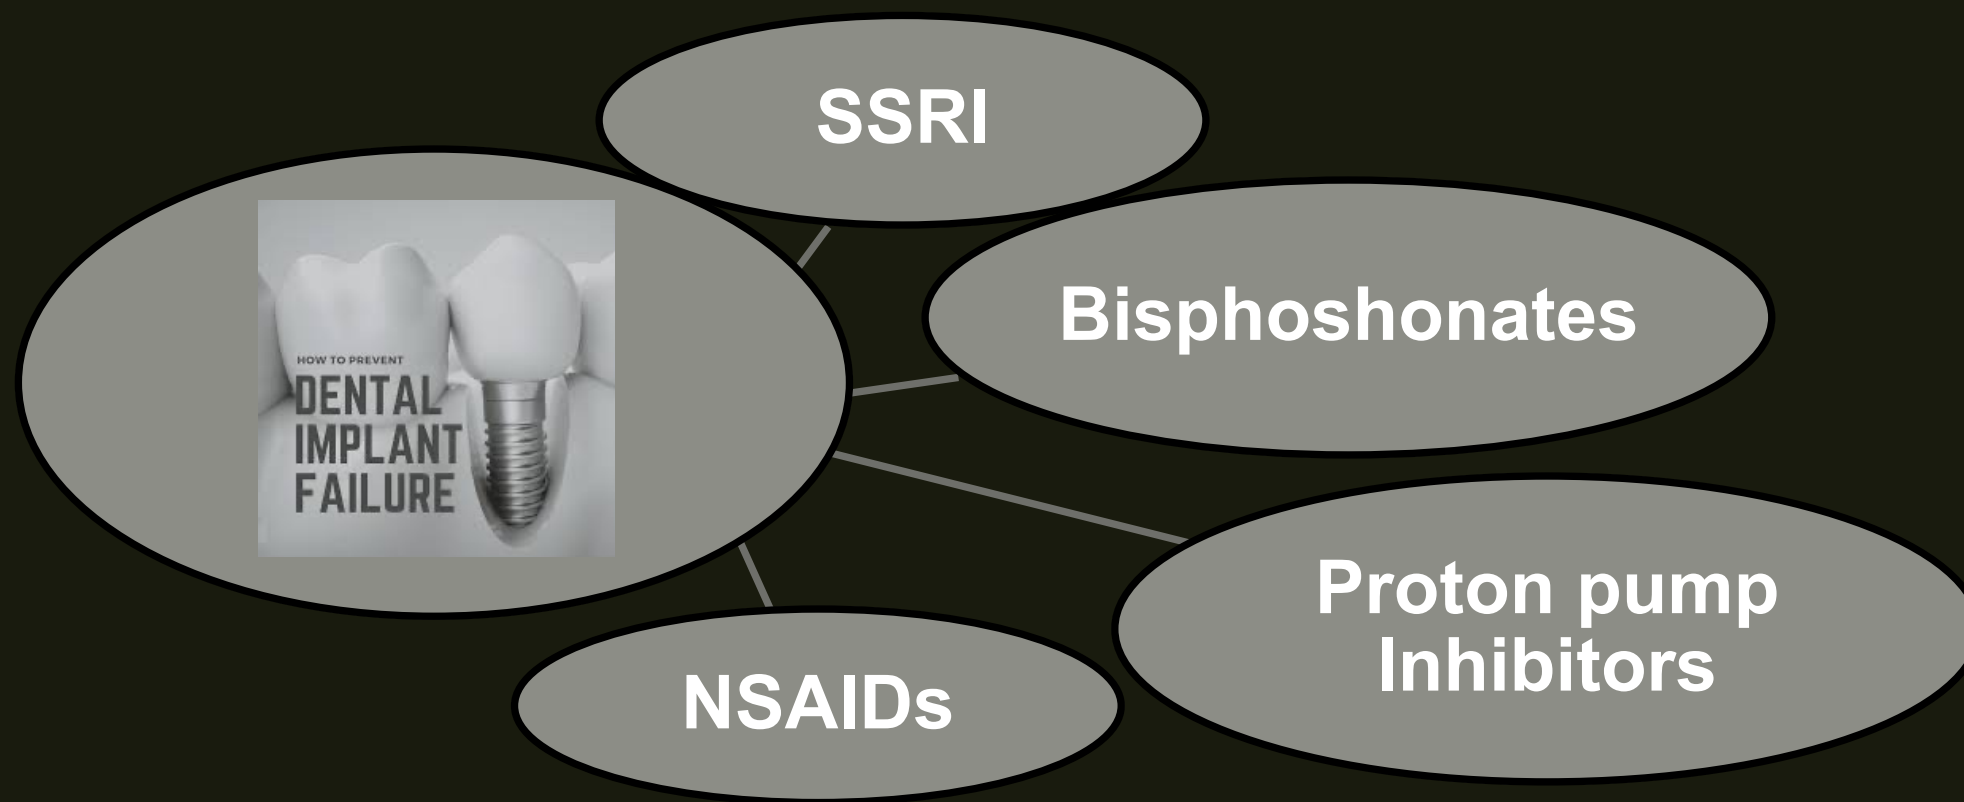 SSRI
Bisphoshonates
HOW TO PREVENT
DENTAL
IMPLANT
FAILURE
Proton pump
Inhibitors
NSAIDs